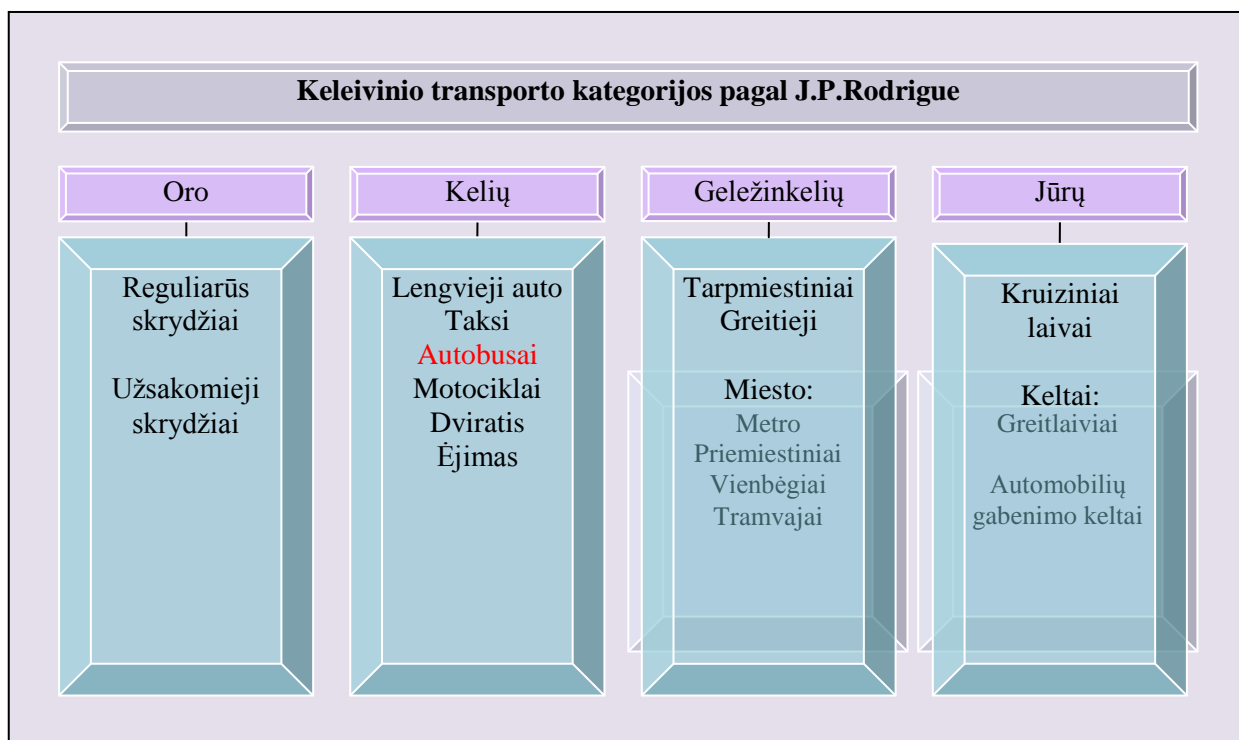 Keleivinio transporto kategorijos pagal J.P.Rodrigue
Oro
Reguliarūs
skrydžiai
Užsakomieji
skrydžiai
Kelių
Lengvieji auto
Taksi
Autobusai
Motociklai
Dviratis
Ėjimas
Geležinkelių
Tarpmiestiniai
Greitieji
Miesto:
Metro
Priemiestiniai
Vienbėgiai
Tramvajai
Jūrų
Kruiziniai
laivai
Keltai:
Greitlaiviai
Automobilių
gabenimo keltai